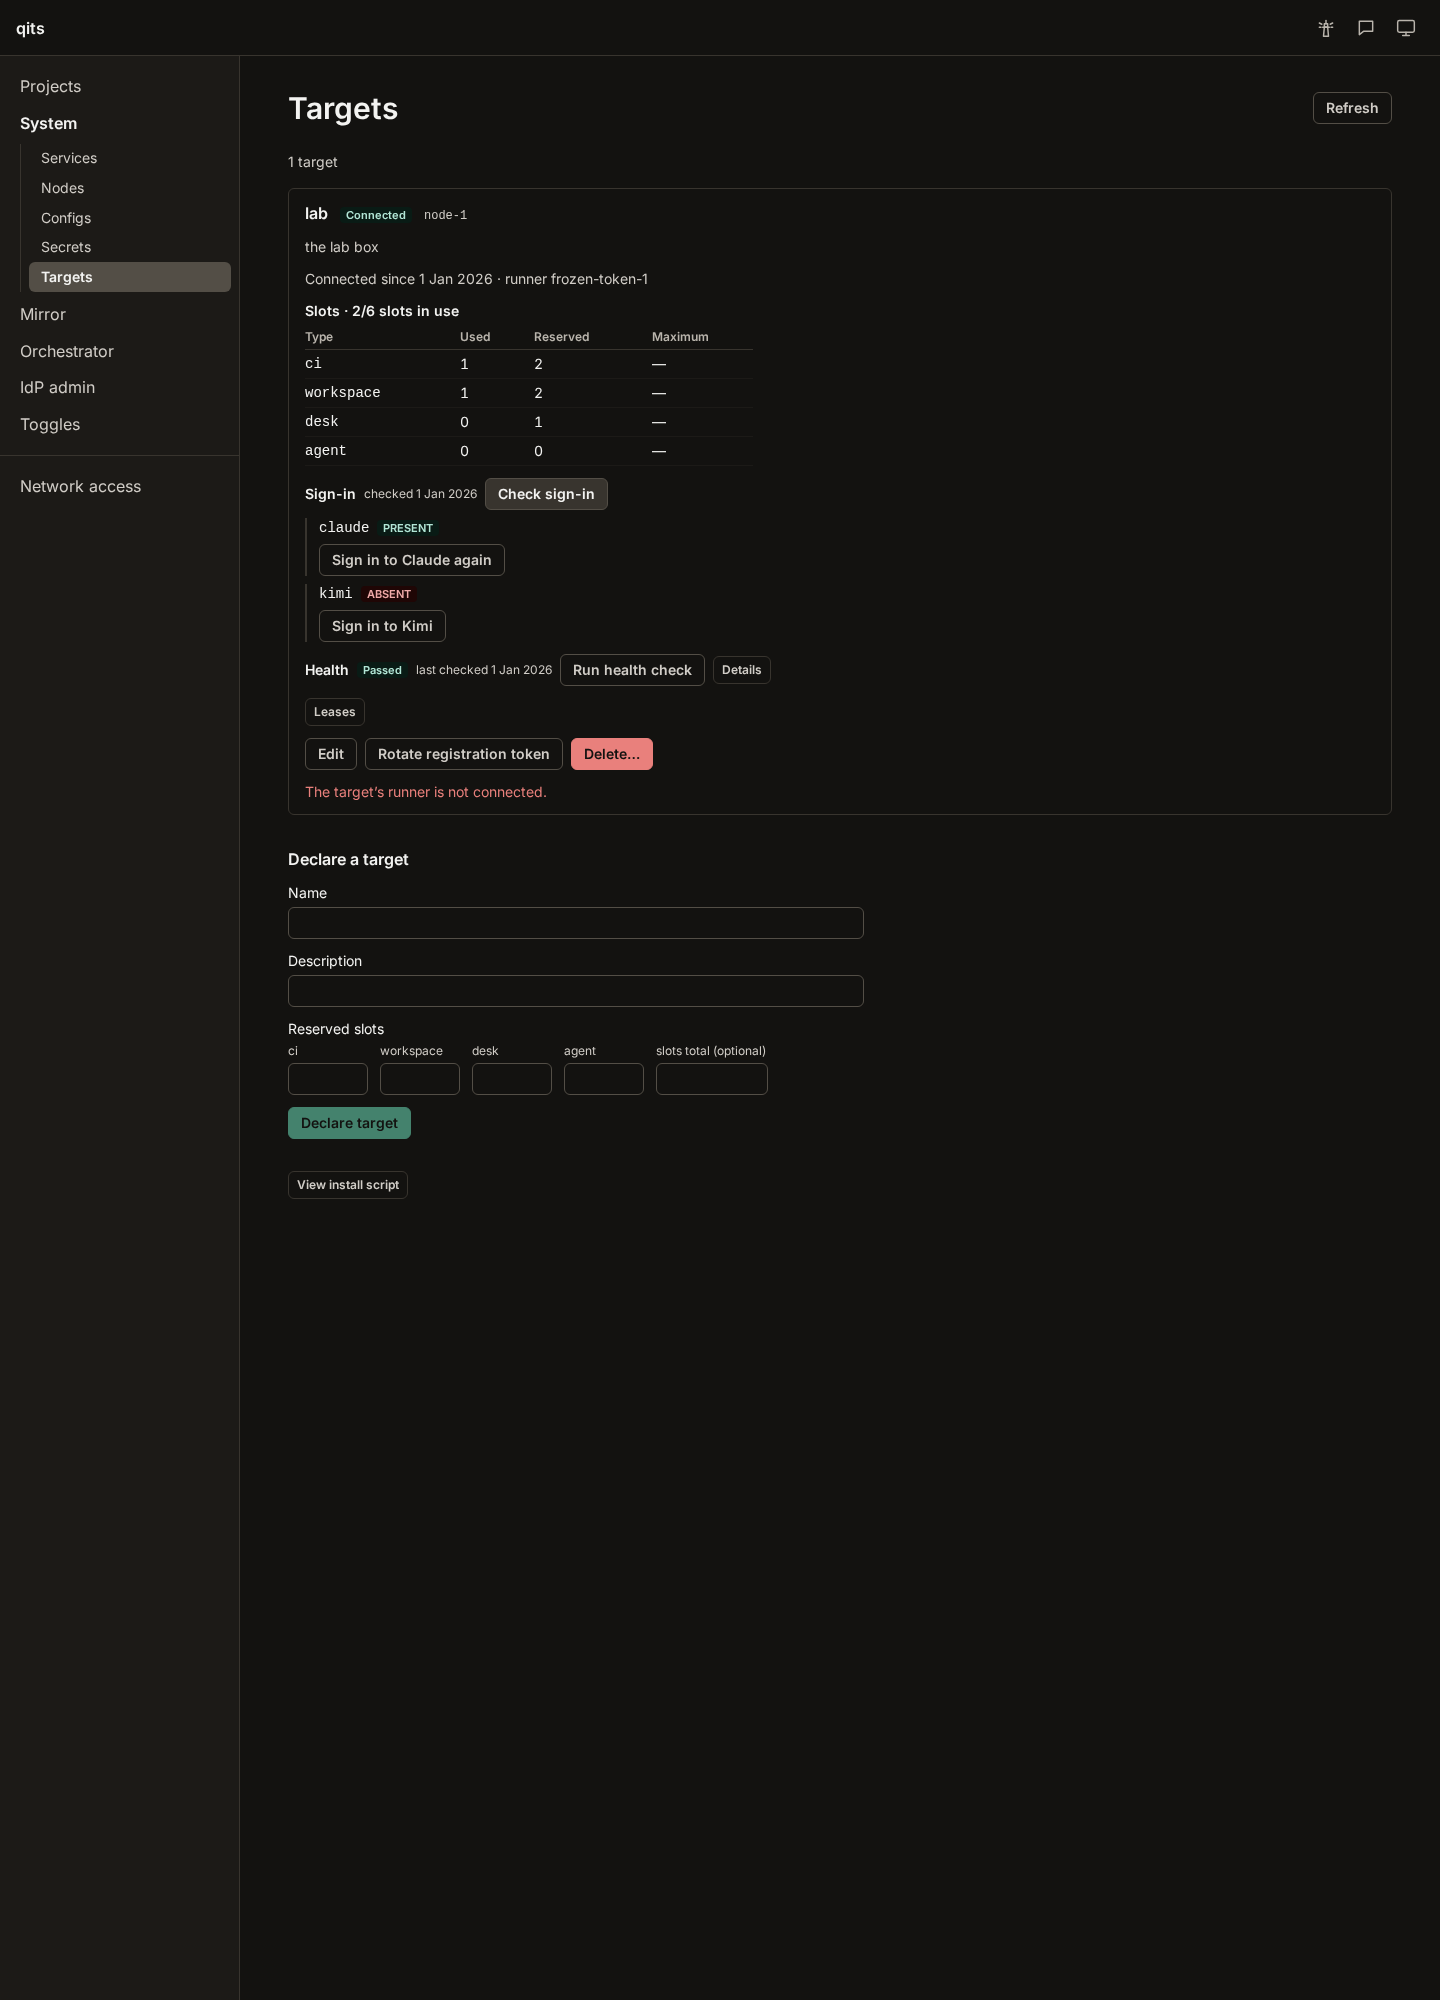 qits
Projects
System
Services
Nodes
Configs
Secrets
Targets
Mirror
Orchestrator
IdP admin
Toggles
Network access
Targets
Refresh
1 target
lab Connected node-1
the lab box
Connected since 1 Jan 2026 · runner frozen-token-1
Slots · 2/6 slots in use
Type Used Reserved Maximum
ci 1 2 —
workspace 1 2 —
desk 0 1 —
agent 0 0 —
Sign-in checked 1 Jan 2026 Check sign-in
claude PRESENT
Sign in to Claude again
kimi ABSENT
Sign in to Kimi
Health Passed last checked 1 Jan 2026 Run health check Details
Leases
Edit Rotate registration token Delete…
The target’s runner is not connected.
Declare a target
Name
Description
Reserved slots
ci workspace desk agent slots total (optional)
Declare target
View install script